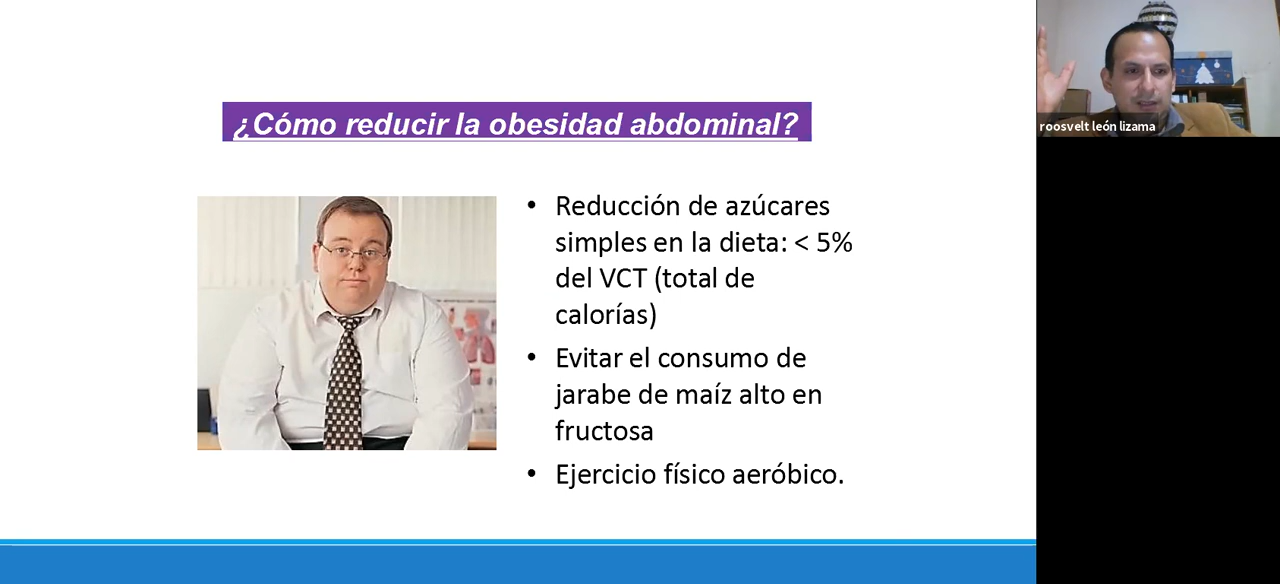 ¿Cómo reducir la obesidad abdominal?
• Reducción de azúcares
simples en la dieta: < 5%
del VCT (total de
calorías)
• Evitar el consumo de
jarabe de maíz alto en
fructosa
• Ejercicio físico aeróbico.
roosvelt león lizama